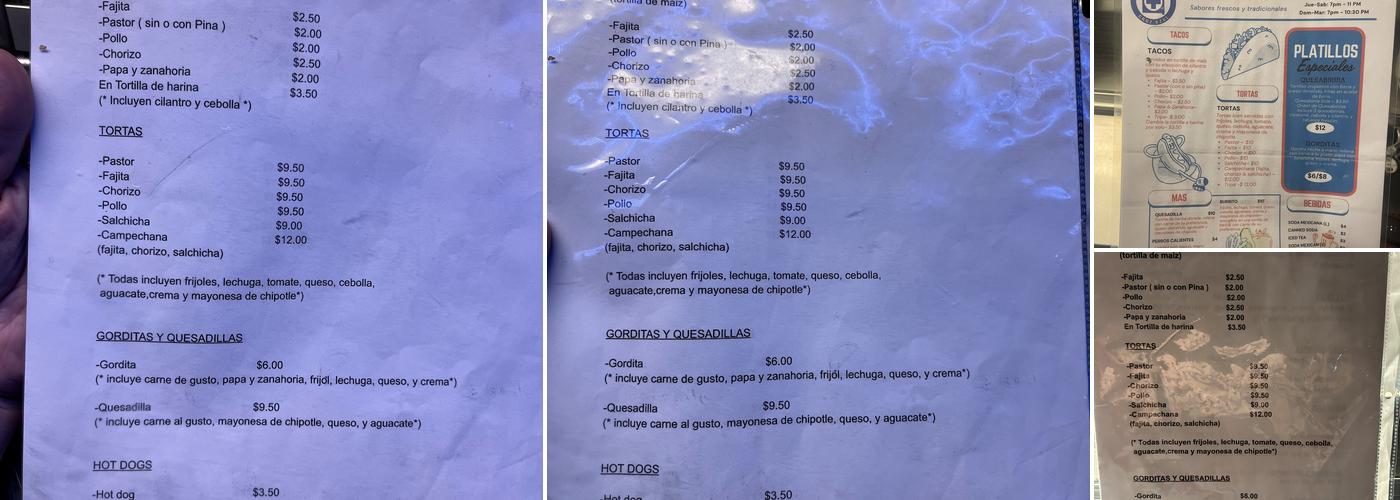 -Fajita
$2.50
-Pastor ( sin o con Pina )
$2.00
-Pollo
$2.00
-Chorizo
$2.50
-Papa y zanahoria
$2.00
En Tortilla de harina
$3.50
(* Incluyen cilantro y cebolla *)
TORTAS
-Pastor
$9.50
-Fajita
$9.50
-Chorizo
$9.50
-Pollo
$9.50
-Salchicha
$9.00
-Campechana
$12.00
(fajita, chorizo, salchicha)
(* Todas incluyen frijoles, lechuga, tomate, queso, cebolla,
aguacate,crema y mayonesa de chipotle*)
GORDITAS Y QUESADILLAS
-Gordita $6.00
(* incluye carne de gusto, papa y zanahoria, frijol, lechuga, queso, y crema*)
-Quesadilla $9.50
(* incluye carne al gusto, mayonesa de chipotle, queso, y aguacate*)
HOT DOGS
-Hot dog $3.50
(tortilla de maiz)
-Fajita
$2.50
-Pastor ( sin o con Pina )
$2.00
-Pollo
$2.00
-Chorizo
$2.50
-Papa y zanahoria
$2.00
En Tortilla de harina
$3.50
(* Incluyen cilantro y cebolla *)
TORTAS
-Pastor
$9.50
-Fajita
$9.50
-Chorizo
$9.50
-Pollo
$9.50
-Salchicha
$9.00
-Campechana
$12.00
(fajita, chorizo, salchicha)
(* Todas incluyen frijoles, lechuga, tomate, queso, cebolla,
aguacate,crema y mayonesa de chipotle*)
GORDITAS Y QUESADILLAS
-Gordita $6.00
(* incluye carne de gusto, papa y zanahoria, frijól, lechuga, queso, y crema*)
-Quesadilla $9.50
(* incluye carne al gusto, mayonesa de chipotle, queso, y aguacate*)
HOT DOGS
-Hot dog $3.50
Sabores frescos y tradicionales
Jue-Sab: 7pm - 11 PM
Dom-Mar: 7pm - 10:30 PM
TACOS
TACOS
TORTAS
TORTAS
PLATILLOS
Especiales
QUESABIRRIA
$12
GORDITAS
$6/$8
MAS
QUESADILLA $10
PERROS CALIENTES $4
BURRITO $10
BEBIDAS
SODA MEXICANA (L) $4
CANNED SODA
ICED TEA
(tortilla de maiz)
-Fajita $2.50
-Pastor ( sin o con Pina ) $2.00
-Pollo $2.00
-Chorizo $2.50
-Papa y zanahoria $2.00
En Tortilla de harina $3.50
TORTAS
-Pastor $9.50
-Fajita $9.50
-Chorizo $9.50
-Pollo $9.50
-Salchicha $9.00
-Campechana $12.00
(fajita, chorizo, salchicha)
(* Todas incluyen frijoles, lechuga, tomate, queso, cebolla,
aguacate,crema y mayonesa de chipotle*)
GORDITAS Y QUESADILLAS
-Gordita $6.00